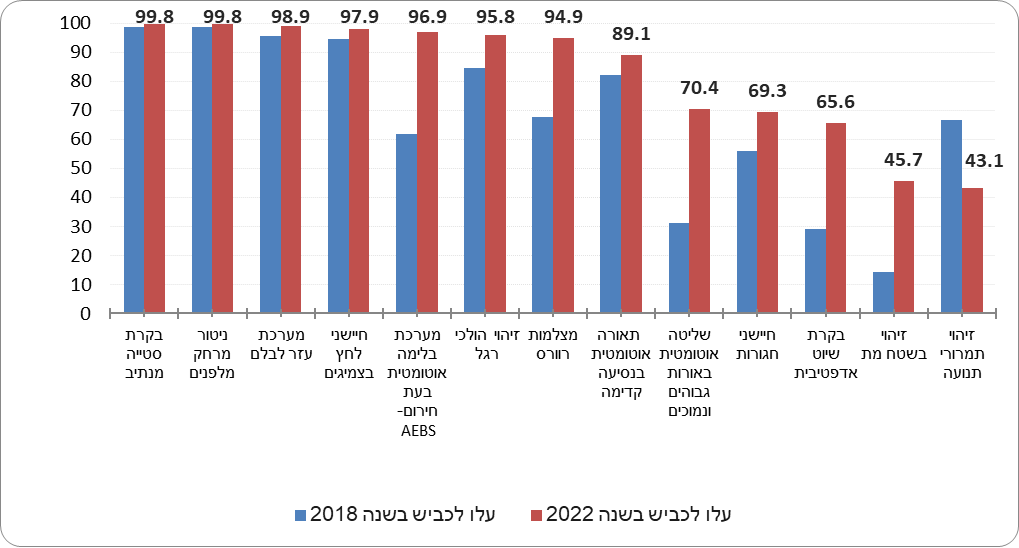 100
90
80
70
60
50
40
30
20
10
0
99.8
99.8
98.9
97.9
96.9
95.8
94.9
89.1
70.4
69.3
65.6
45.7
43.1
בקרת
סטייה
מנתיב
ניטור
מרחק
מלפנים
מערכת
עזר לבלם
חיישני
לחץ
בצמיגים
מערכת
בלימה
אוטומטית
בעת
חירום-
AEBS
זיהוי הולכי
רגל
מצלמות
רוורס
תאורה
אוטומטית
בנסיעה
קדימה
שליטה
אוטומטית
באורות
גבוהים
ונמוכים
חיישני
חגורות
בקרת
שיוט
אדפטיבית
זיהוי
בשטח מת
זיהוי
תמרורי
תנועה
עלו לכביש בשנה 2018
עלו לכביש בשנה 2022